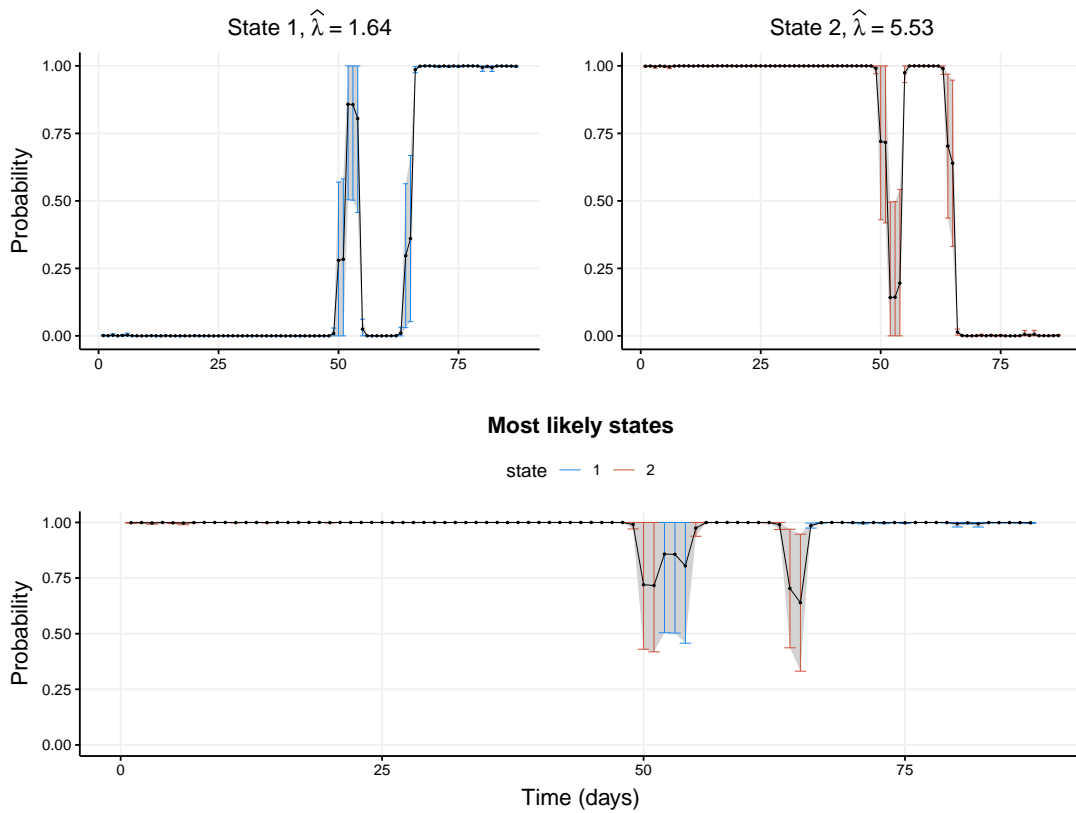 State 1, λ̂ = 1.64
State 2, λ̂ = 5.53
Probability
1.00
0.75
0.50
0.25
0.00
0 25 50 75
1.00
0.75
0.50
0.25
0.00
0 25 50 75
Most likely states
state 1 2
Probability
1.00
0.75
0.50
0.25
0.00
0 25 50 75
Time (days)